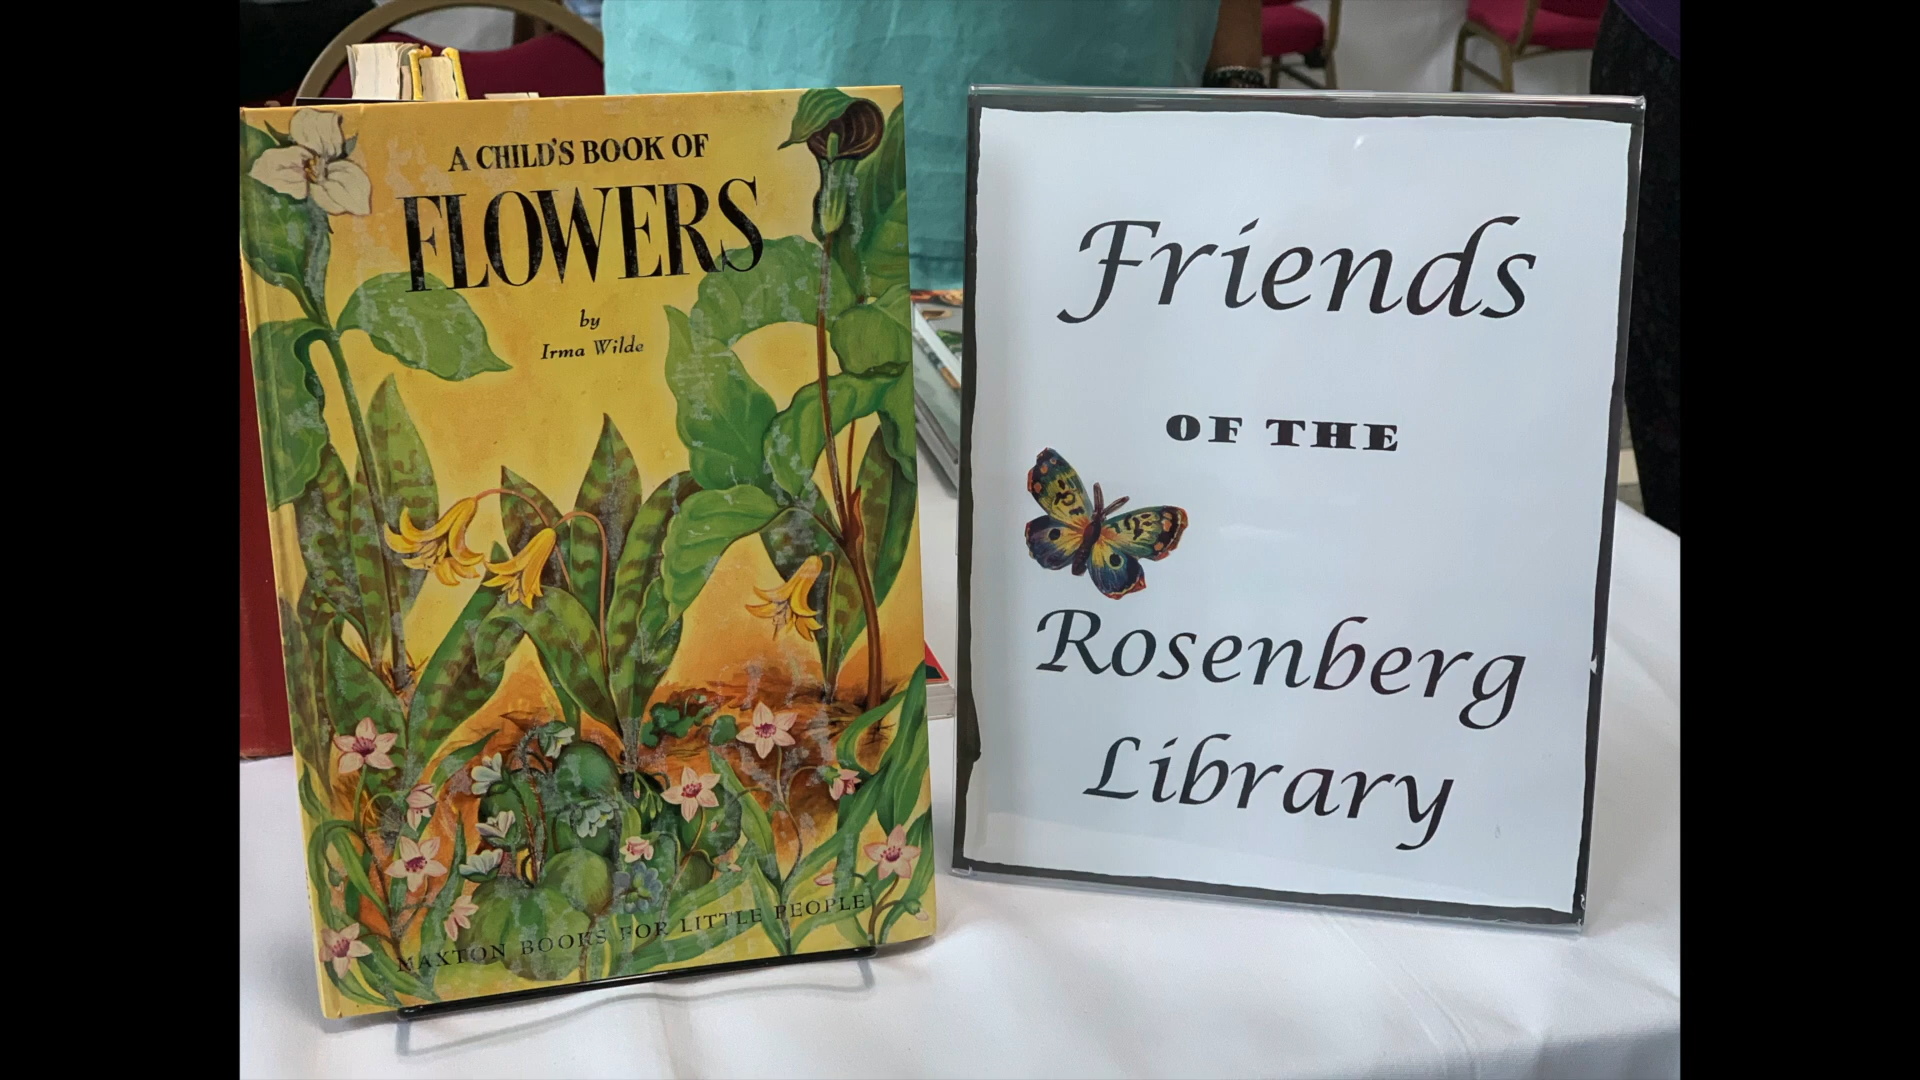 A CHILD'S BOOK OF
FLOWERS
by
Irma Wilde
MAXTON BOOKS FOR LITTLE PEOPLE
Friends
OF THE
Rosenberg
Library